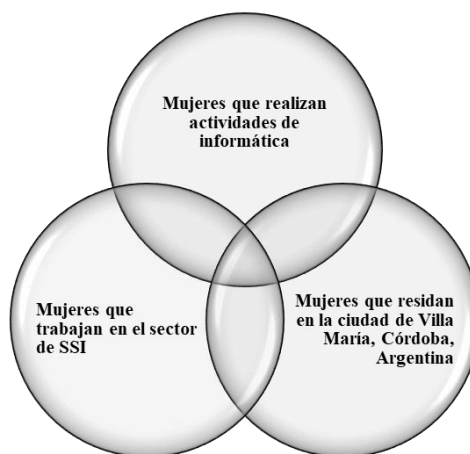 Mujeres que realizan
actividades de
informática
Mujeres que
trabajan en el sector
de SSI
Mujeres que residan
en la ciudad de Villa
María, Córdoba,
Argentina